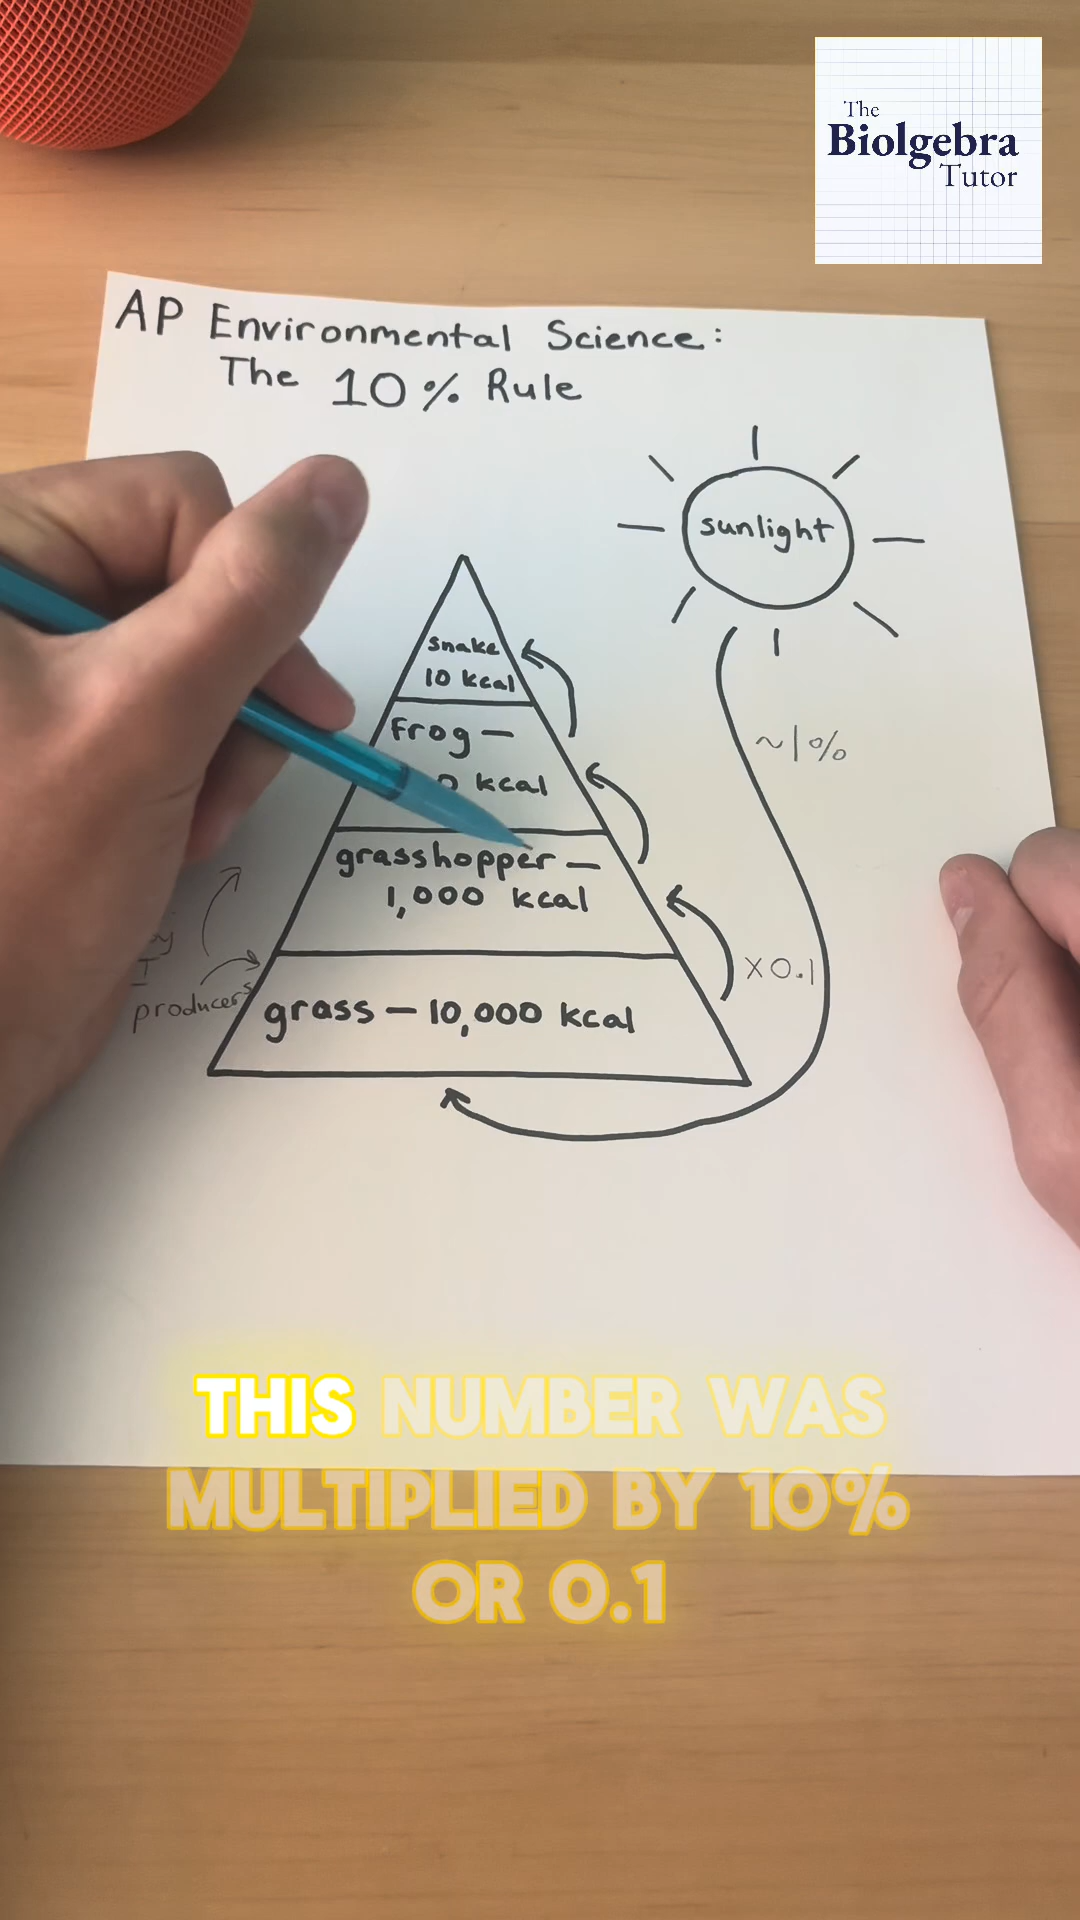 The
Biolgebra
Tutor
AP Environmental Science:
The 10% Rule
sunlight
snake
10 kcal
~1%
Frog —
kcal
grasshopper —
1,000 kcal
x0.1
producers
grass — 10,000 kcal
THIS NUMBER WAS
MULTIPLIED BY 10%
OR 0.1